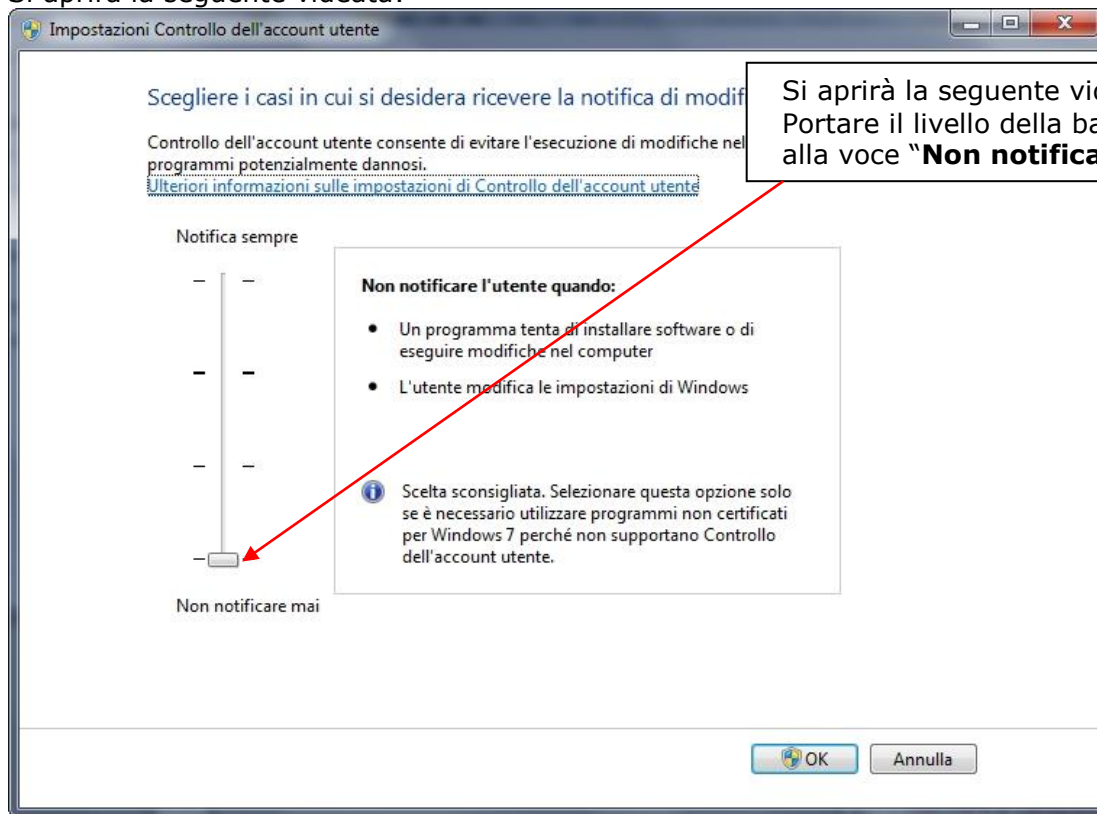 Si aprirà la seguente videata:
Impostazioni Controllo dell'account utente
Scegliere i casi in cui si desidera ricevere la notifica di modif
Si aprirà la seguente
Portare il livello della
alla voce “Non notifica
Controllo dell'account utente consente di evitare l'esecuzione di modifiche nel
programmi potenzialmente dannosi.
Ulteriori informazioni sulle impostazioni di Controllo dell'account utente
Notifica sempre
Non notificare l'utente quando:
• Un programma tenta di installare software o di
eseguire modifiche nel computer
• L'utente modifica le impostazioni di Windows
Scelta sconsigliata. Selezionare questa opzione solo
se è necessario utilizzare programmi non certificati
per Windows 7 perché non supportano Controllo
dell'account utente.
Non notificare mai
OK
Annulla